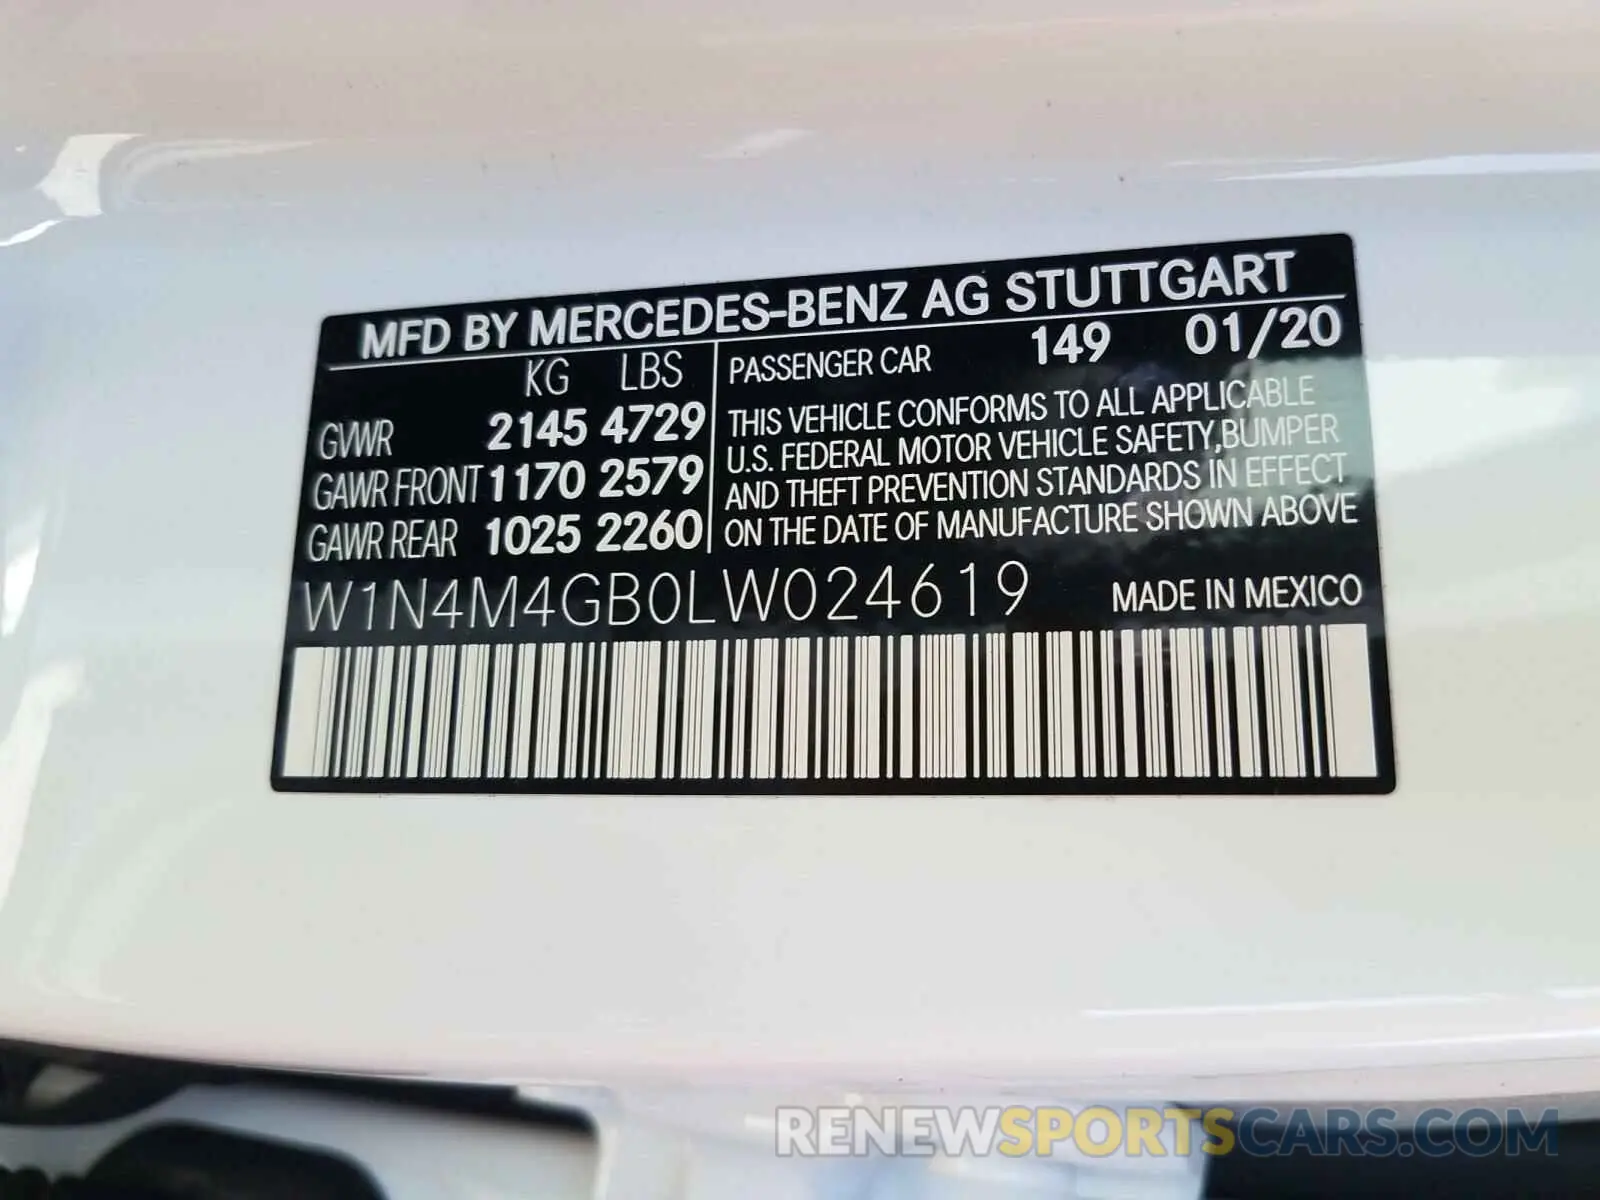 MFD BY MERCEDES-BENZ AG STUTTGART
KG LBS
GVWR 2145 4729
GAWR FRONT 1170 2579
GAWR REAR 1025 2260
PASSENGER CAR 149 01/20
THIS VEHICLE CONFORMS TO ALL APPLICABLE
U.S. FEDERAL MOTOR VEHICLE SAFETY,BUMPER
AND THEFT PREVENTION STANDARDS IN EFFECT
ON THE DATE OF MANUFACTURE SHOWN ABOVE
W1N4M4GB0LW024619 MADE IN MEXICO
RENEWSPORTSCARS.COM